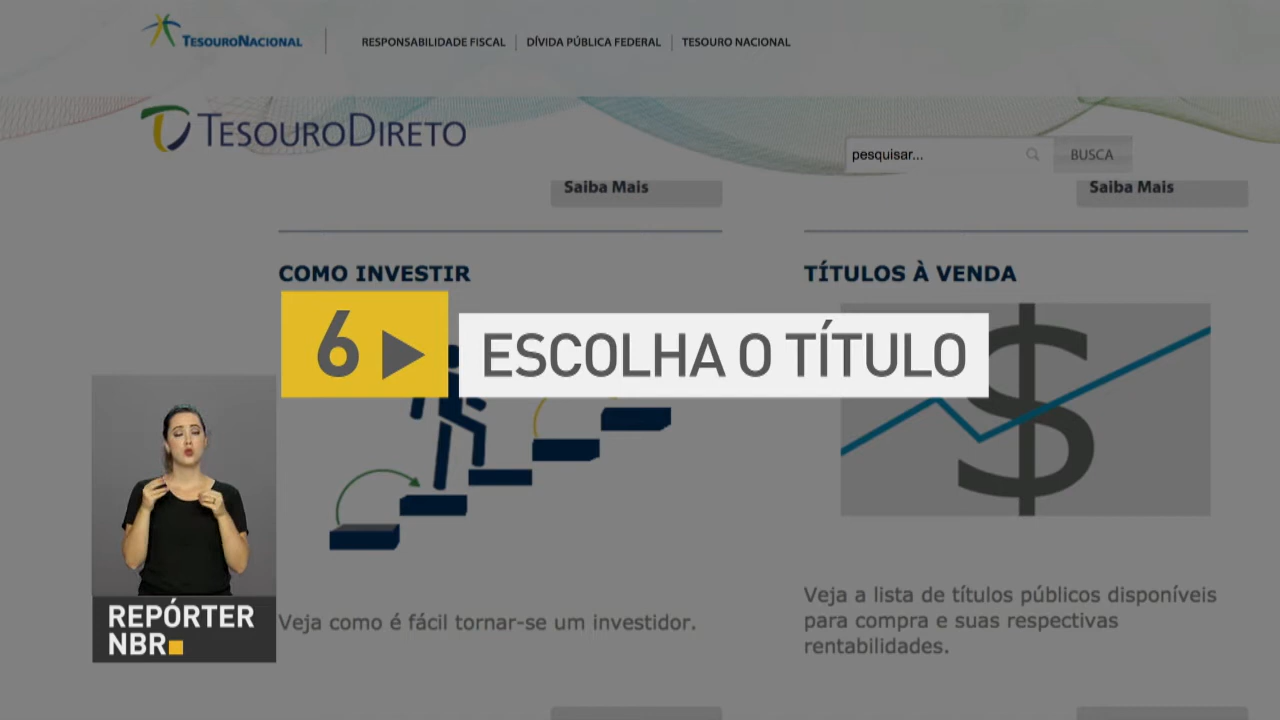 TESOURONACIONAL
RESPONSABILIDADE FISCAL
DÍVIDA PÚBLICA FEDERAL
TESOURO NACIONAL
TESOURODIRETO
pesquisar...
BUSCA
Saiba Mais
Saiba Mais
COMO INVESTIR
TÍTULOS À VENDA
6
ESCOLHA O TÍTULO
Veja como é fácil tornar-se um investidor.
Veja a lista de títulos públicos disponíveis
para compra e suas respectivas
rentabilidades.
REPÓRTER
NBR